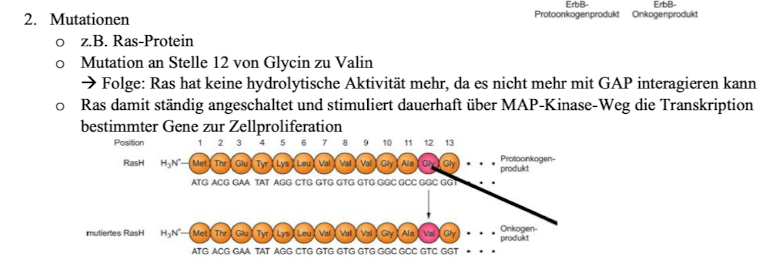 ErbB- ErbB-
Protoonkogenprodukt Onkogenprodukt
2. Mutationen
o z.B. Ras-Protein
o Mutation an Stelle 12 von Glycin zu Valin
→ Folge: Ras hat keine hydrolytische Aktivität mehr, da es nicht mehr mit GAP interagieren kann
o Ras damit ständig angeschaltet und stimuliert dauerhaft über MAP-Kinase-Weg die Transkription
bestimmter Gene zur Zellproliferation
Position 1 2 3 4 5 6 7 8 9 10 11 12 13
RasH H₃N⁺ Met Thr Glu Tyr Lys Leu Val Val Val Gly Ala Gly Gly • • • Protoonkogen-
produkt
ATG ACG GAA TAT AGG CTG GTG GTG GTG GGC GCC GGC GGT • • •
mutiertes RasH H₃N⁺ Met Thr Glu Tyr Lys Leu Val Val Val Gly Ala Val Gly • • • Onkogen-
produkt
ATG ACG GAA TAT AGG CTG GTG GTG GTG GGC GCC GTC GGT • • •